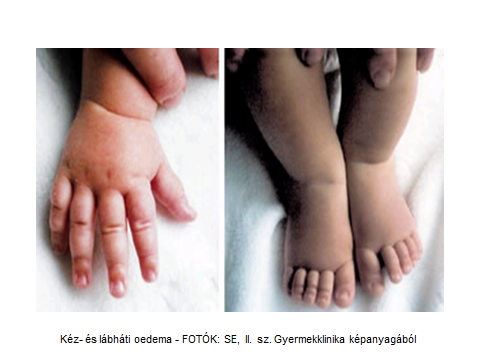 Kéz- és lábháti oedema - FOTÓK: SE, II. sz. Gyermekklinika képanyagából